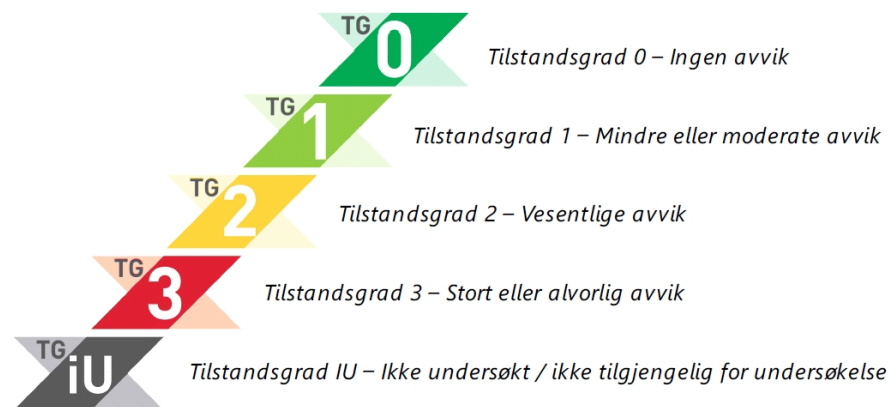 TG 0 Tilstandsgrad 0 – Ingen avvik
TG 1 Tilstandsgrad 1 – Mindre eller moderate avvik
TG 2 Tilstandsgrad 2 – Vesentlige avvik
TG 3 Tilstandsgrad 3 – Stort eller alvorlig avvik
TG iU Tilstandsgrad IU – Ikke undersøkt / ikke tilgjengelig for undersøkelse